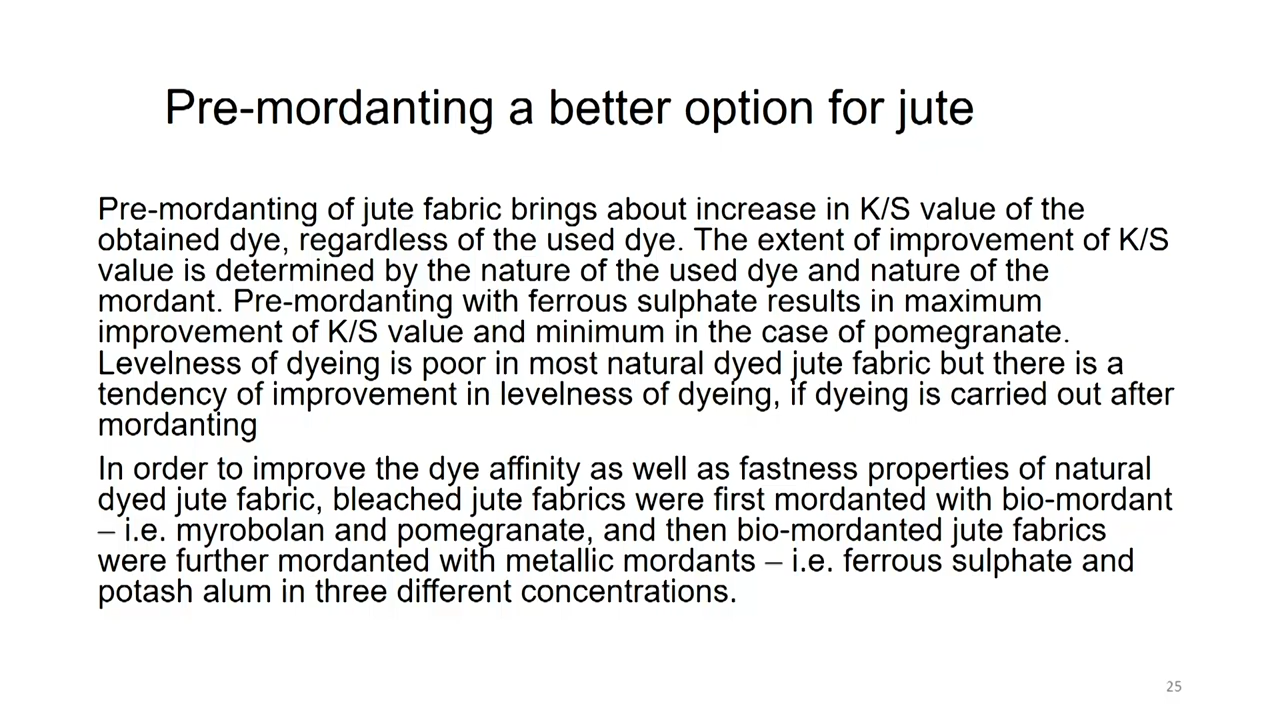 Pre-mordanting a better option for jute
Pre-mordanting of jute fabric brings about increase in K/S value of the
obtained dye, regardless of the used dye. The extent of improvement of K/S
value is determined by the nature of the used dye and nature of the
mordant. Pre-mordanting with ferrous sulphate results in maximum
improvement of K/S value and minimum in the case of pomegranate.
Levelness of dyeing is poor in most natural dyed jute fabric but there is a
tendency of improvement in levelness of dyeing, if dyeing is carried out after
mordanting
In order to improve the dye affinity as well as fastness properties of natural
dyed jute fabric, bleached jute fabrics were first mordanted with bio-mordant
– i.e. myrobolan and pomegranate, and then bio-mordanted jute fabrics
were further mordanted with metallic mordants – i.e. ferrous sulphate and
potash alum in three different concentrations.
25